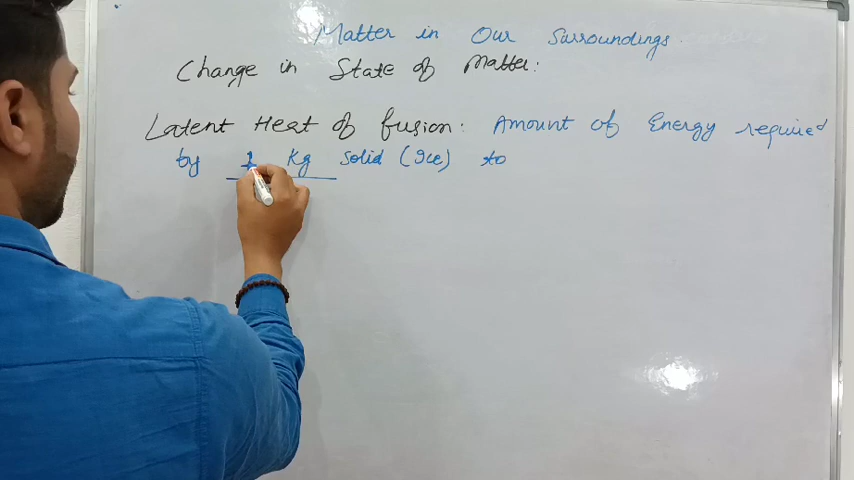 Matter in Our Surroundings
Change in State of Matter:
Latent Heat of fusion: Amount of Energy required
by 1 Kg Solid (Ice) to